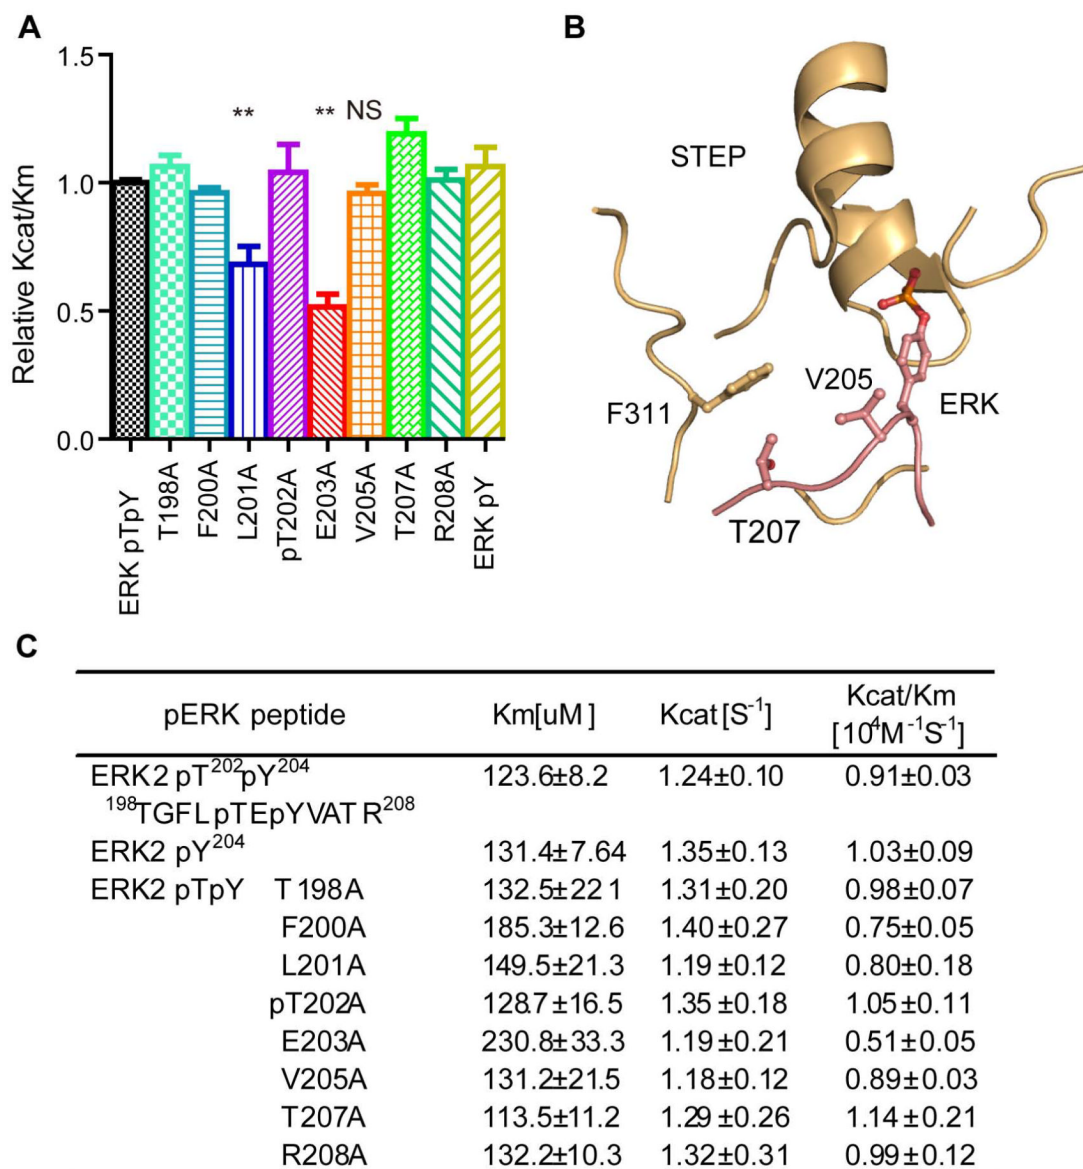 A
1.5
1.0
0.5
0.0
Relative Kcat/Km
** ** NS
ERK pTpY
T198A
F200A
L201A
pT202A
E203A
V205A
T207A
R208A
ERK pY
B
STEP
F311
V205
ERK
T207
C
pERK peptide Km[uM] Kcat[S⁻¹] Kcat/Km [10⁴M⁻¹S⁻¹]
ERK2 pT²⁰²pY²⁰⁴ 123.6±8.2 1.24±0.10 0.91±0.03
¹⁹⁸TGFLpTEpYVATR²⁰⁸
ERK2 pY²⁰⁴ 131.4±7.64 1.35±0.13 1.03±0.09
ERK2 pTpY T198A 132.5±22 1 1.31±0.20 0.98±0.07
F200A 185.3±12.6 1.40±0.27 0.75±0.05
L201A 149.5±21.3 1.19±0.12 0.80±0.18
pT202A 128.7±16.5 1.35±0.18 1.05±0.11
E203A 230.8±33.3 1.19±0.21 0.51±0.05
V205A 131.2±21.5 1.18±0.12 0.89±0.03
T207A 113.5±11.2 1.29±0.26 1.14±0.21
R208A 132.2±10.3 1.32±0.31 0.99±0.12